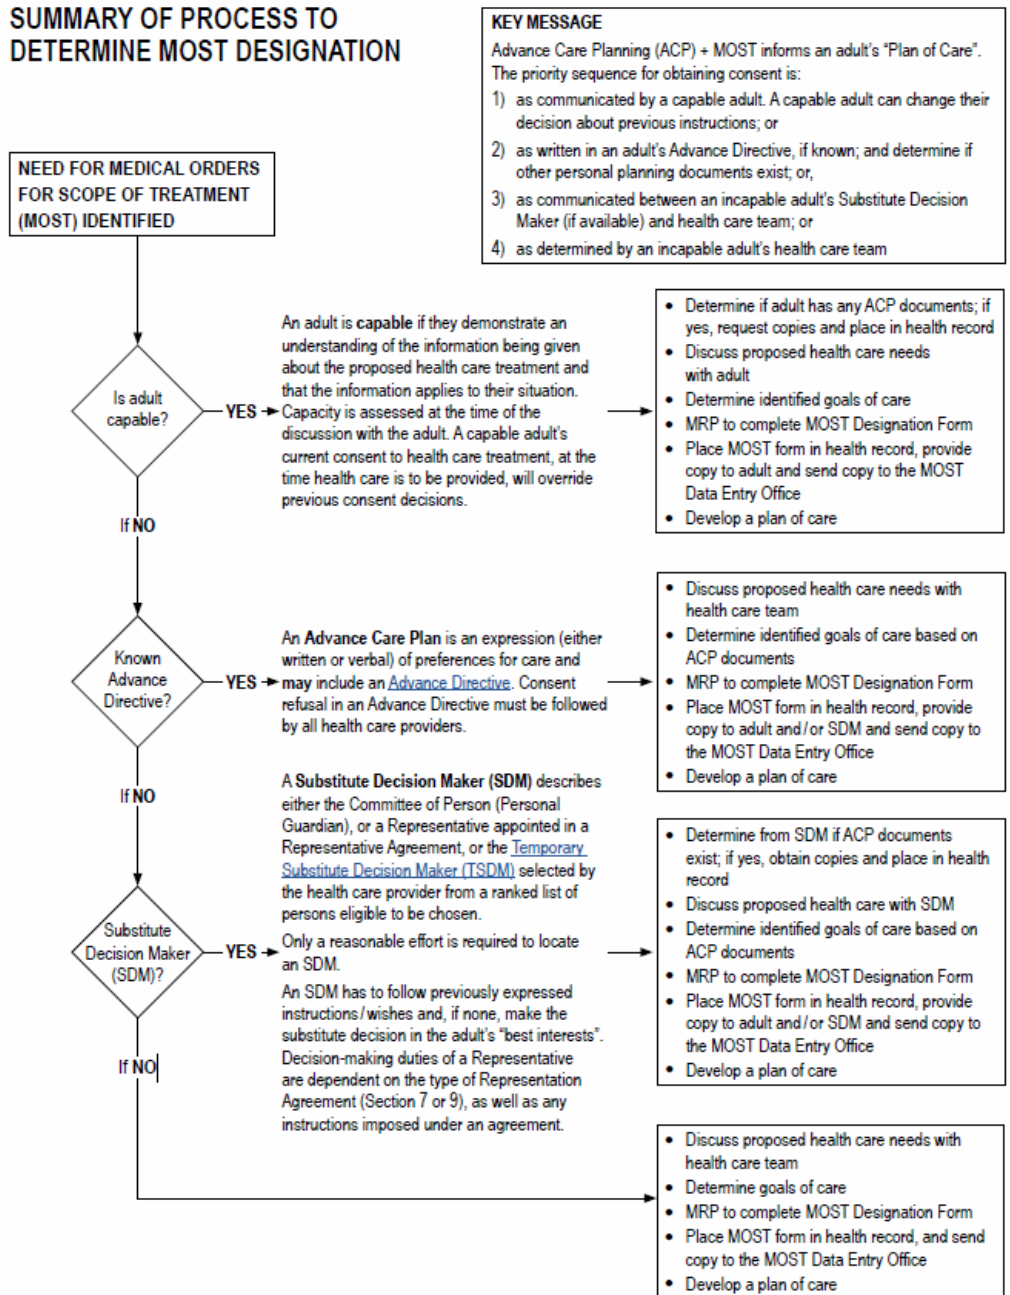 SUMMARY OF PROCESS TO
DETERMINE MOST DESIGNATION
KEY MESSAGE
Advance Care Planning (ACP) + MOST informs an adult's "Plan of Care".
The priority sequence for obtaining consent is:
1) as communicated by a capable adult. A capable adult can change their
decision about previous instructions; or
2) as written in an adult's Advance Directive, if known; and determine if
other personal planning documents exist; or,
3) as communicated between an incapable adult's Substitute Decision
Maker (if available) and health care team; or
4) as determined by an incapable adult's health care team
NEED FOR MEDICAL ORDERS
FOR SCOPE OF TREATMENT
(MOST) IDENTIFIED
Is adult
capable?
YES
An adult is capable if they demonstrate an
understanding of the information being given
about the proposed health care treatment and
that the information applies to their situation.
Capacity is assessed at the time of the
discussion with the adult. A capable adult's
current consent to health care treatment, at the
time health care is to be provided, will override
previous consent decisions.
• Determine if adult has any ACP documents; if
yes, request copies and place in health record
• Discuss proposed health care needs
with adult
• Determine identified goals of care
• MRP to complete MOST Designation Form
• Place MOST form in health record, provide
copy to adult and send copy to the MOST
Data Entry Office
• Develop a plan of care
If NO
Known
Advance
Directive?
YES
An Advance Care Plan is an expression (either
written or verbal) of preferences for care and
may include an Advance Directive. Consent
refusal in an Advance Directive must be followed
by all health care providers.
• Discuss proposed health care needs with
health care team
• Determine identified goals of care based on
ACP documents
• MRP to complete MOST Designation Form
• Place MOST form in health record, provide
copy to adult and/or SDM and send copy to
the MOST Data Entry Office
• Develop a plan of care
If NO
Substitute
Decision Maker
(SDM)?
YES
A Substitute Decision Maker (SDM) describes
either the Committee of Person (Personal
Guardian), or a Representative appointed in a
Representative Agreement, or the Temporary
Substitute Decision Maker (TSDM) selected by
the health care provider from a ranked list of
persons eligible to be chosen.
Only a reasonable effort is required to locate
an SDM.
An SDM has to follow previously expressed
instructions/wishes and, if none, make the
substitute decision in the adult's "best interests".
Decision-making duties of a Representative
are dependent on the type of Representation
Agreement (Section 7 or 9), as well as any
instructions imposed under an agreement.
• Determine from SDM if ACP documents
exist; if yes, obtain copies and place in health
record
• Discuss proposed health care with SDM
• Determine identified goals of care based on
ACP documents
• MRP to complete MOST Designation Form
• Place MOST form in health record, provide
copy to adult and/or SDM and send copy to
the MOST Data Entry Office
• Develop a plan of care
If NO
• Discuss proposed health care needs with
health care team
• Determine goals of care
• MRP to complete MOST Designation Form
• Place MOST form in health record, and send
copy to the MOST Data Entry Office
• Develop a plan of care